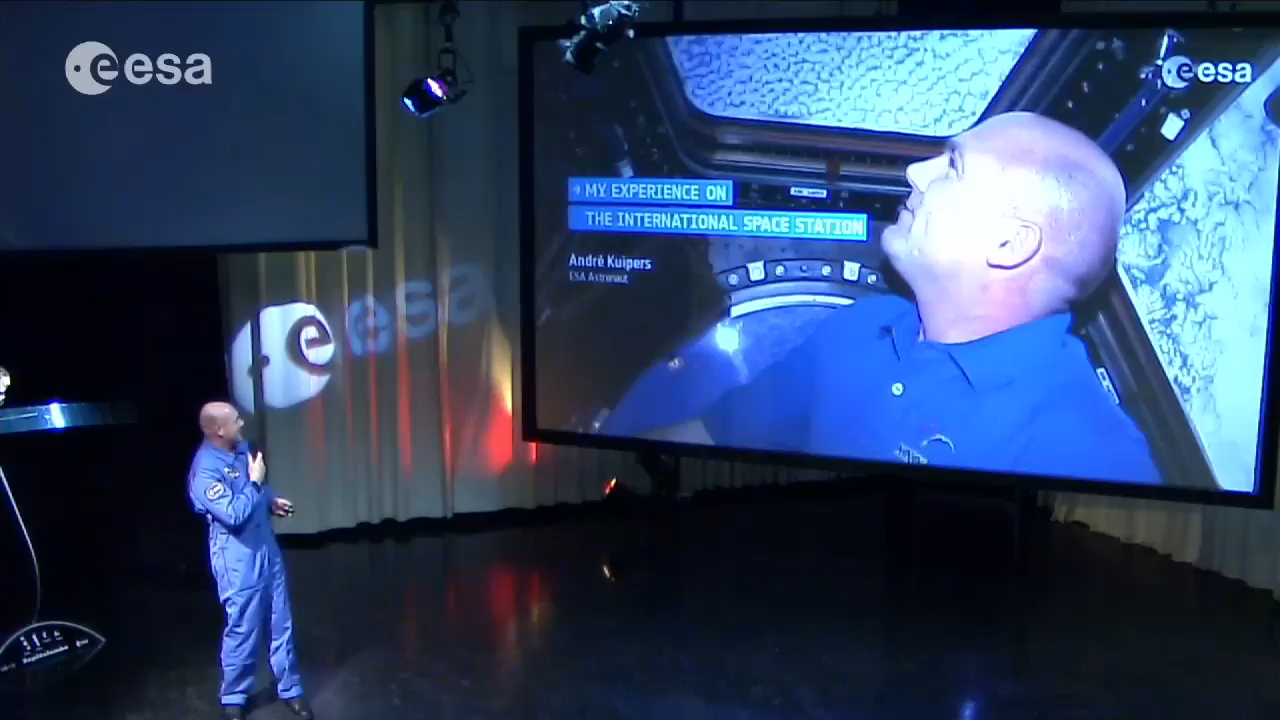 esa
esa
→ MY EXPERIENCE ON
THE INTERNATIONAL SPACE STATION
André Kuipers
ESA Astronaut
esa